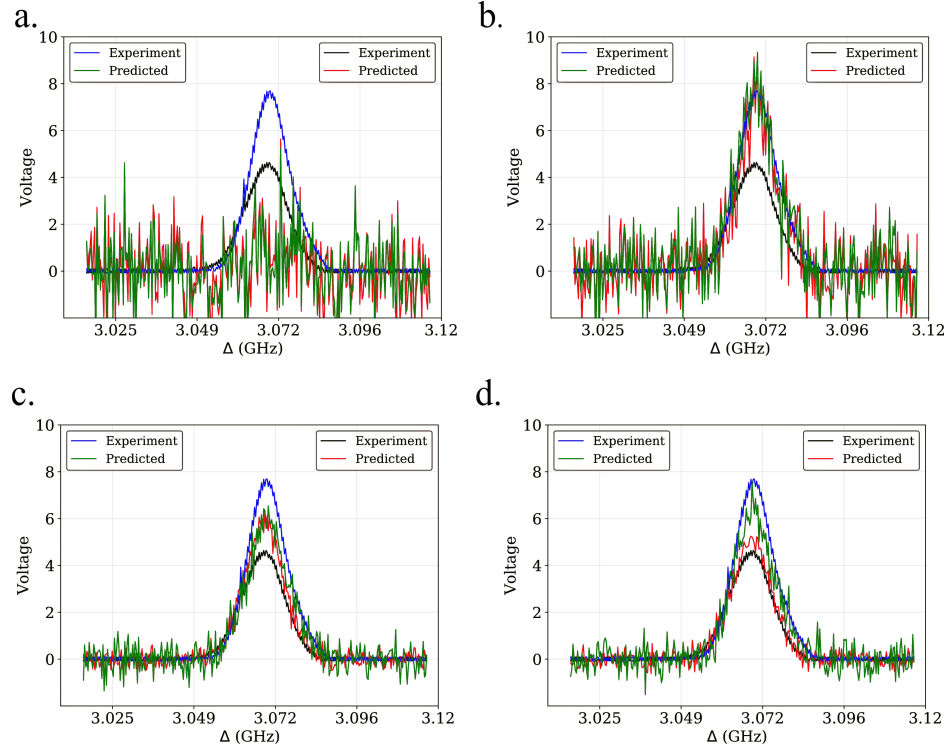 a.
10
8
6
4
2
0
Voltage
Experiment
Predicted
Experiment
Predicted
3.025
3.049
3.072
3.096
3.12
Δ (GHz)
b.
10
8
6
4
2
0
Voltage
Experiment
Predicted
Experiment
Predicted
3.025
3.049
3.072
3.096
3.12
Δ (GHz)
c.
10
8
6
4
2
0
Voltage
Experiment
Predicted
Experiment
Predicted
3.025
3.049
3.072
3.096
3.12
Δ (GHz)
d.
10
8
6
4
2
0
Voltage
Experiment
Predicted
Experiment
Predicted
3.025
3.049
3.072
3.096
3.12
Δ (GHz)